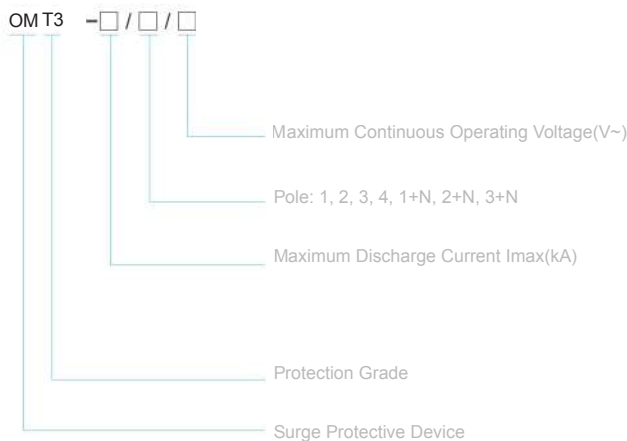 OM T3 -□ / □ / □
Maximum Continuous Operating Voltage(V~)
Pole: 1, 2, 3, 4, 1+N, 2+N, 3+N
Maximum Discharge Current Imax(kA)
Protection Grade
Surge Protective Device